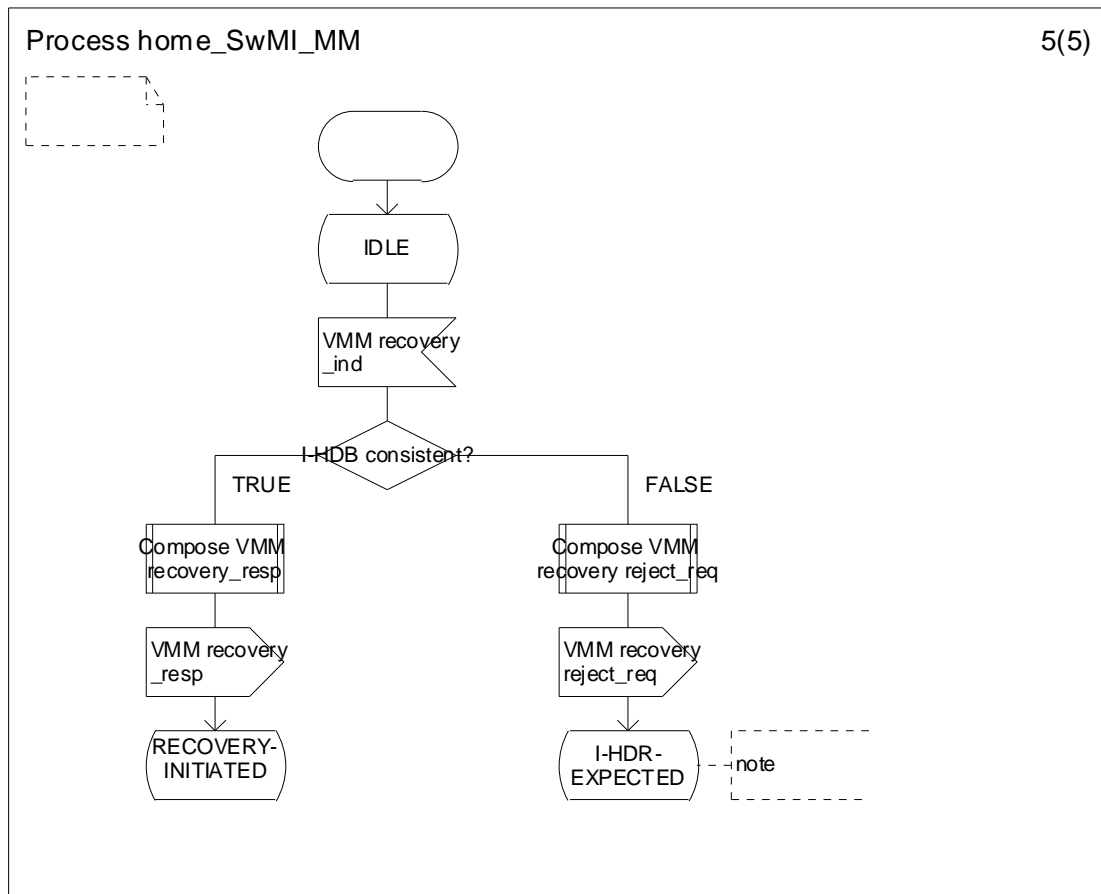 Process home_SwMI_MM
5(5)
IDLE
VMM recovery
_ind
I-HDB consistent?
TRUE
FALSE
Compose VMM
recovery_resp
Compose VMM
recovery reject_req
VMM recovery
_resp
VMM recovery
reject_req
RECOVERY-
INITIATED
I-HDR-
EXPECTED
note